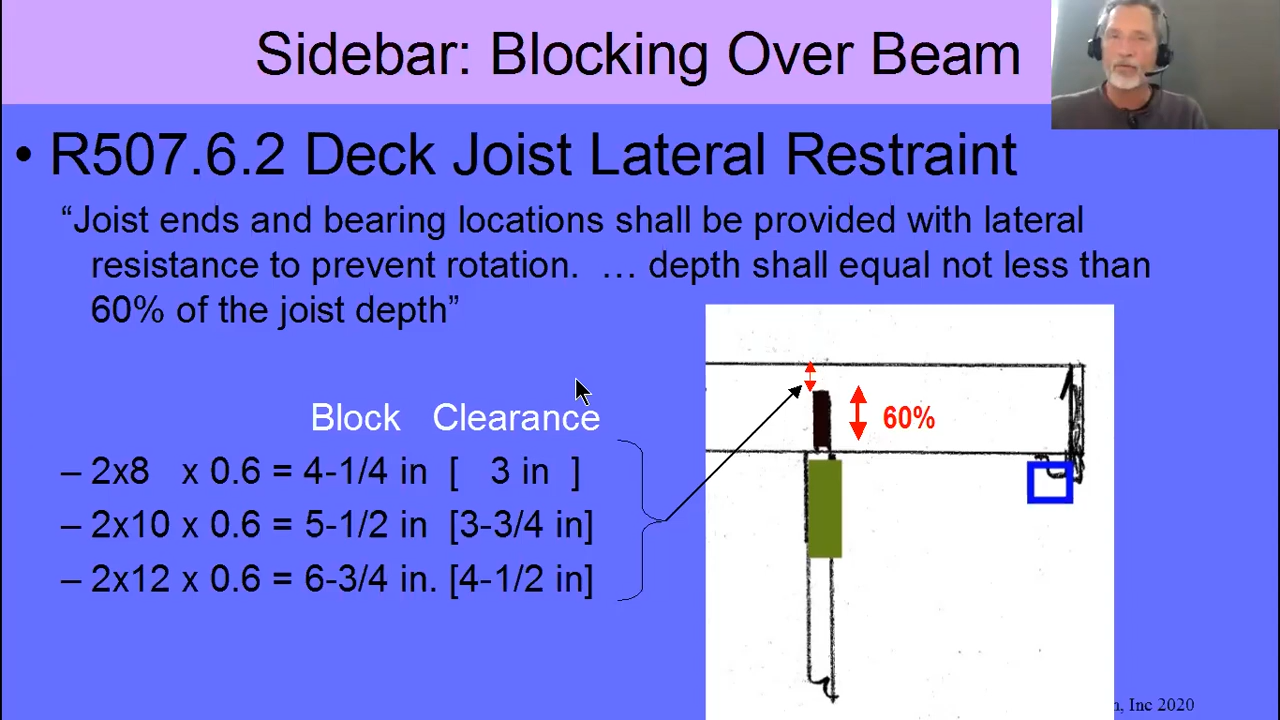 Sidebar: Blocking Over Beam
• R507.6.2 Deck Joist Lateral Restraint
“Joist ends and bearing locations shall be provided with lateral
resistance to prevent rotation. … depth shall equal not less than
60% of the joist depth”
Block Clearance
– 2x8 x 0.6 = 4-1/4 in [ 3 in ]
– 2x10 x 0.6 = 5-1/2 in [3-3/4 in]
– 2x12 x 0.6 = 6-3/4 in. [4-1/2 in]
60%
, Inc 2020